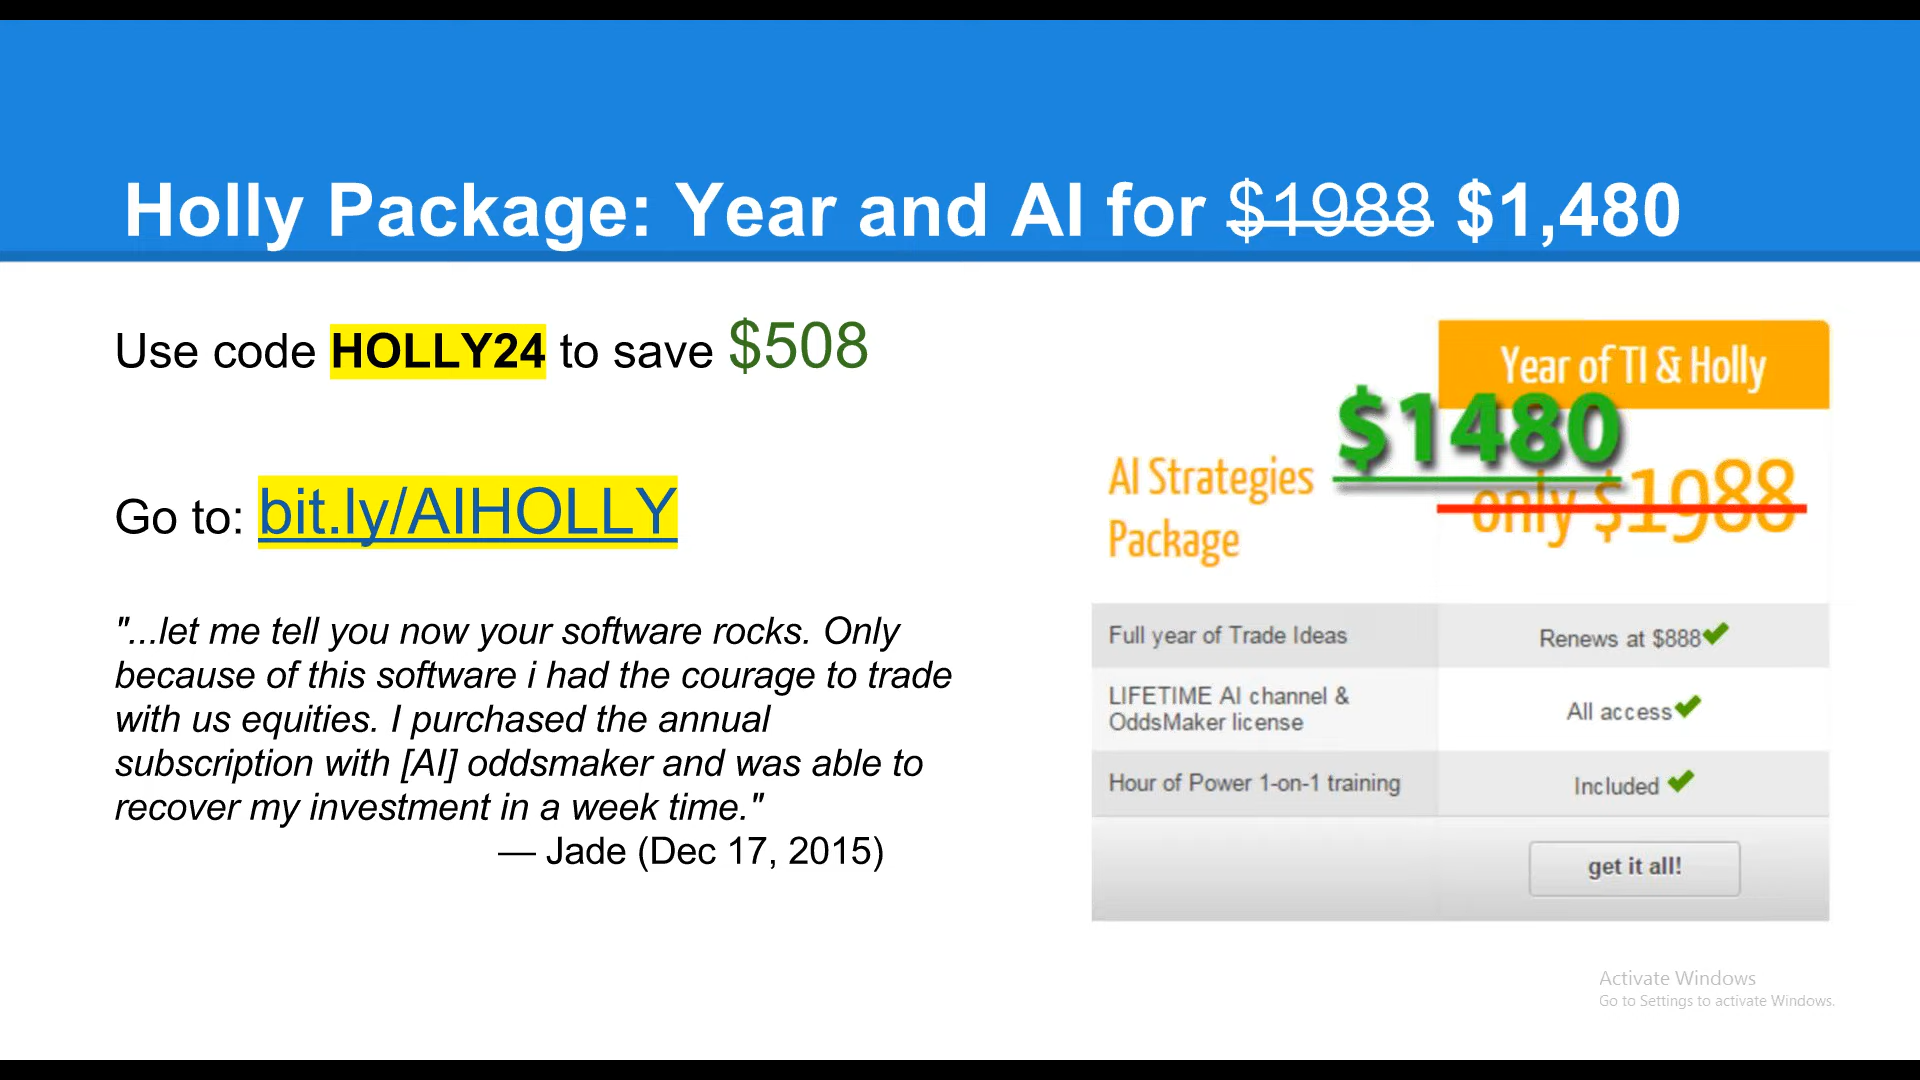 Holly Package: Year and AI for $1988 $1,480
Use code HOLLY24 to save $508
Go to: bit.ly/AIHOLLY
"...let me tell you now your software rocks. Only
because of this software i had the courage to trade
with us equities. I purchased the annual
subscription with [AI] oddsmaker and was able to
recover my investment in a week time."
— Jade (Dec 17, 2015)
Year of TI & Holly
$1480
AI Strategies
Package
only $1988
Full year of Trade Ideas
Renews at $888
LIFETIME AI channel &
OddsMaker license
All access
Hour of Power 1-on-1 training
Included
get it all!
Activate Windows
Go to Settings to activate Windows.